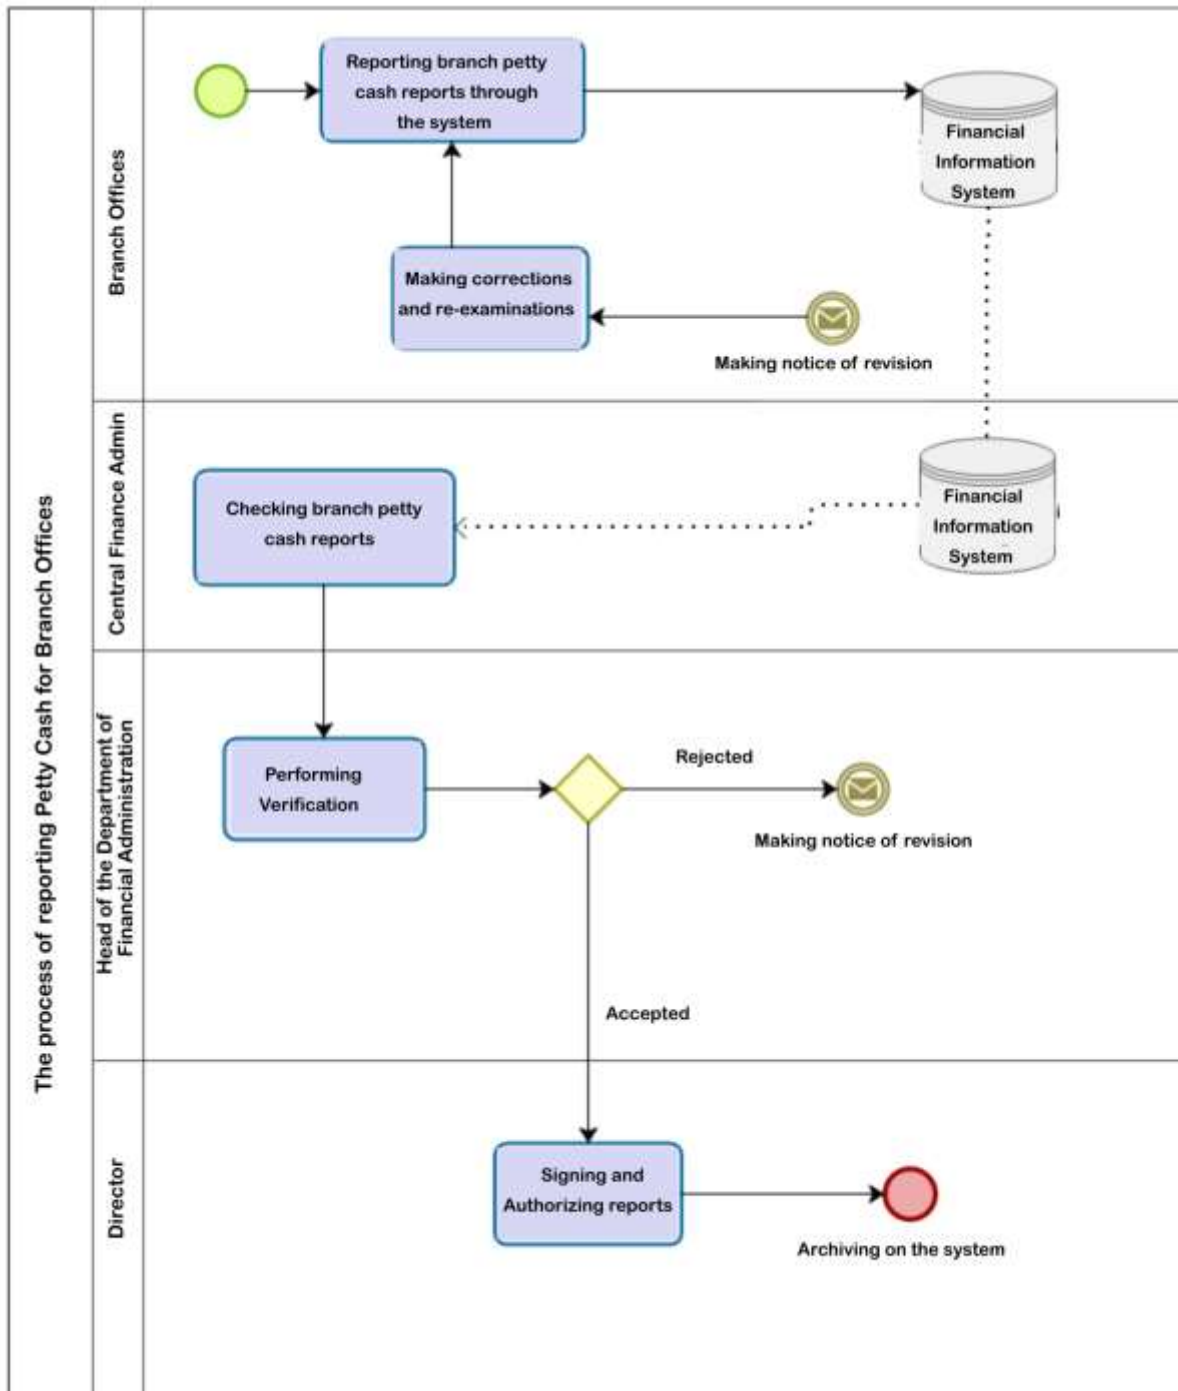 The process of reporting Petty Cash for Branch Offices
Branch Offices
Reporting branch petty
cash reports through
the system
Financial
Information
System
Making corrections
and re-examinations
Making notice of revision
Central Finance Admin
Checking branch petty
cash reports
Financial
Information
System
Head of the Department of
Financial Administration
Performing
Verification
Rejected
Making notice of revision
Accepted
Director
Signing and
Authorizing reports
Archiving on the system